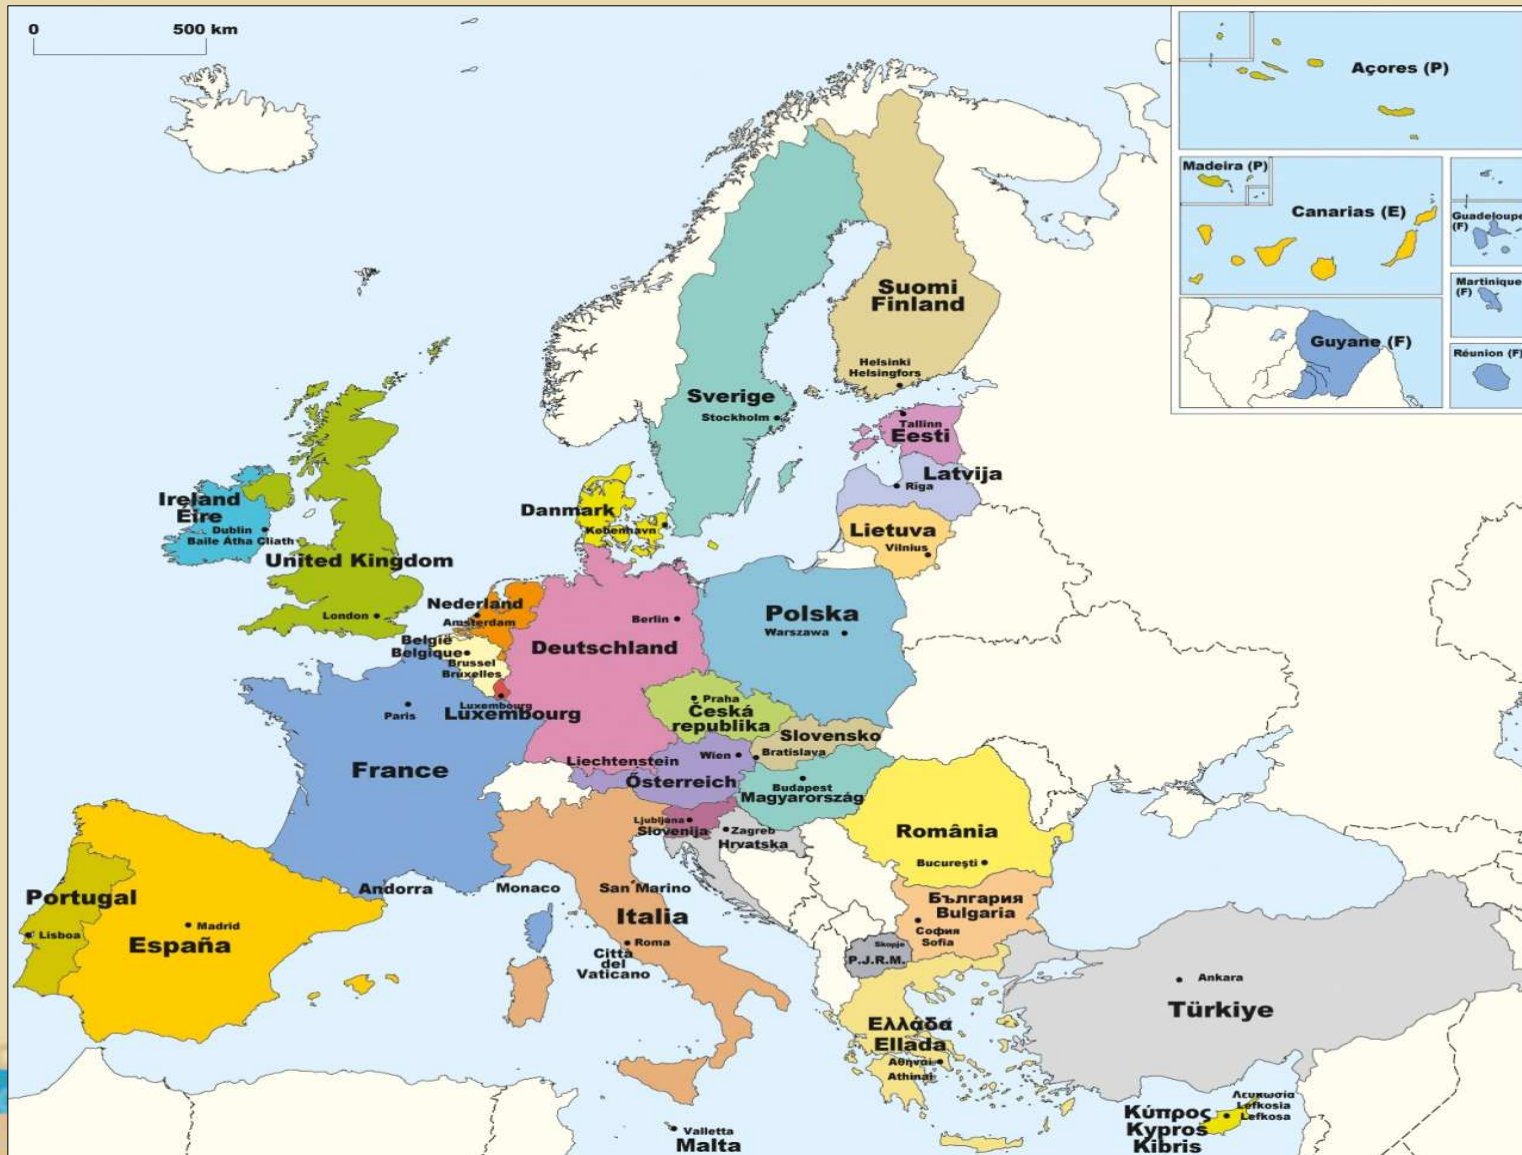 0 500 km
Açores (P)
Madeira (P)
Canarias (E)
Guadeloupe
(F)
Martinique
(F)
Guyane (F)
Réunion (F)
Suomi
Finland
Helsinki
Helsingfors
Sverige
Stockholm
Tallinn
Eesti
Latvija
Rīga
Lietuva
Vilnius
Danmark
København
Ireland
Éire
Dublin
Baile Átha Cliath
United Kingdom
London
Nederland
Amsterdam
België
Belgique
Brussel
Bruxelles
Luxembourg
Luxembourg
Deutschland
Berlin
Polska
Warszawa
Praha
Česká
republika
Slovensko
Bratislava
Wien
Liechtenstein
Österreich
Budapest
Magyarország
France
Paris
Ljubljana
Slovenija
Zagreb
Hrvatska
România
Bucureşti
България
Bulgaria
София
Sofia
Andorra
Monaco
San Marino
Italia
Roma
Città
del
Vaticano
Portugal
Lisboa
España
Madrid
Skopje
P.J.R.M.
Ελλάδα
Ellada
Αθήναι
Athinai
Ankara
Türkiye
Κύπρος
Kypros
Kibris
Λευκωσία
Lefkosia
Lefkosa
Valletta
Malta